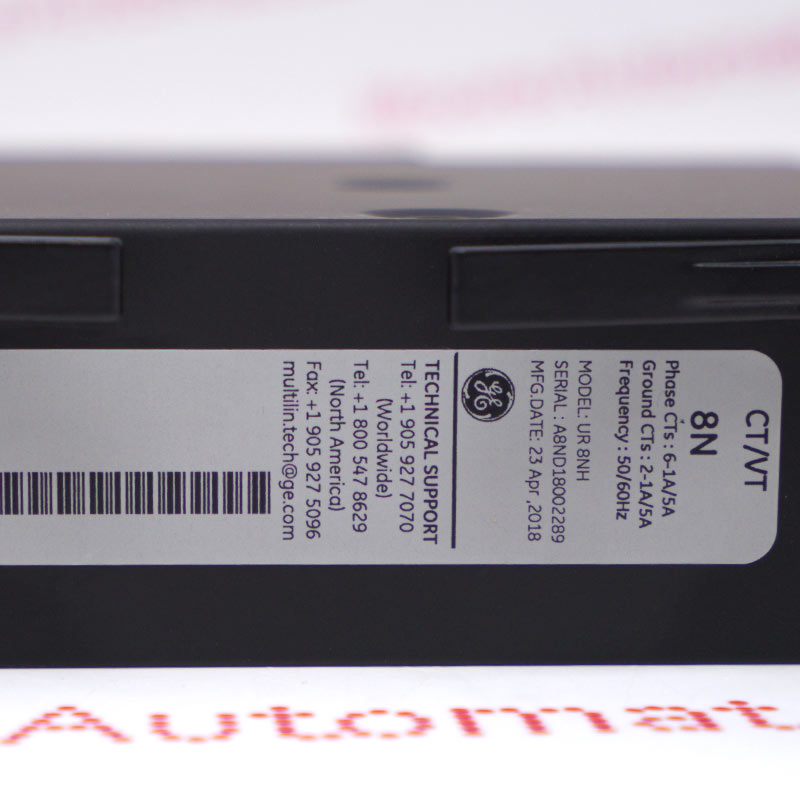 CT/VT
8N
Phase CTs : 6-1A/5A
Ground CTs : 2-1A/5A
Frequency : 50/60Hz
MODEL: UR 8NH
SERIAL : A8ND18002289
MFG.DATE: 23 Apr ,2018
GE
TECHNICAL SUPPORT
Tel: +1 905 927 7070
(Worldwide)
Tel: +1 800 547 8629
(North America)
Fax: +1 905 927 5096
multilin.tech@ge.com
Automat